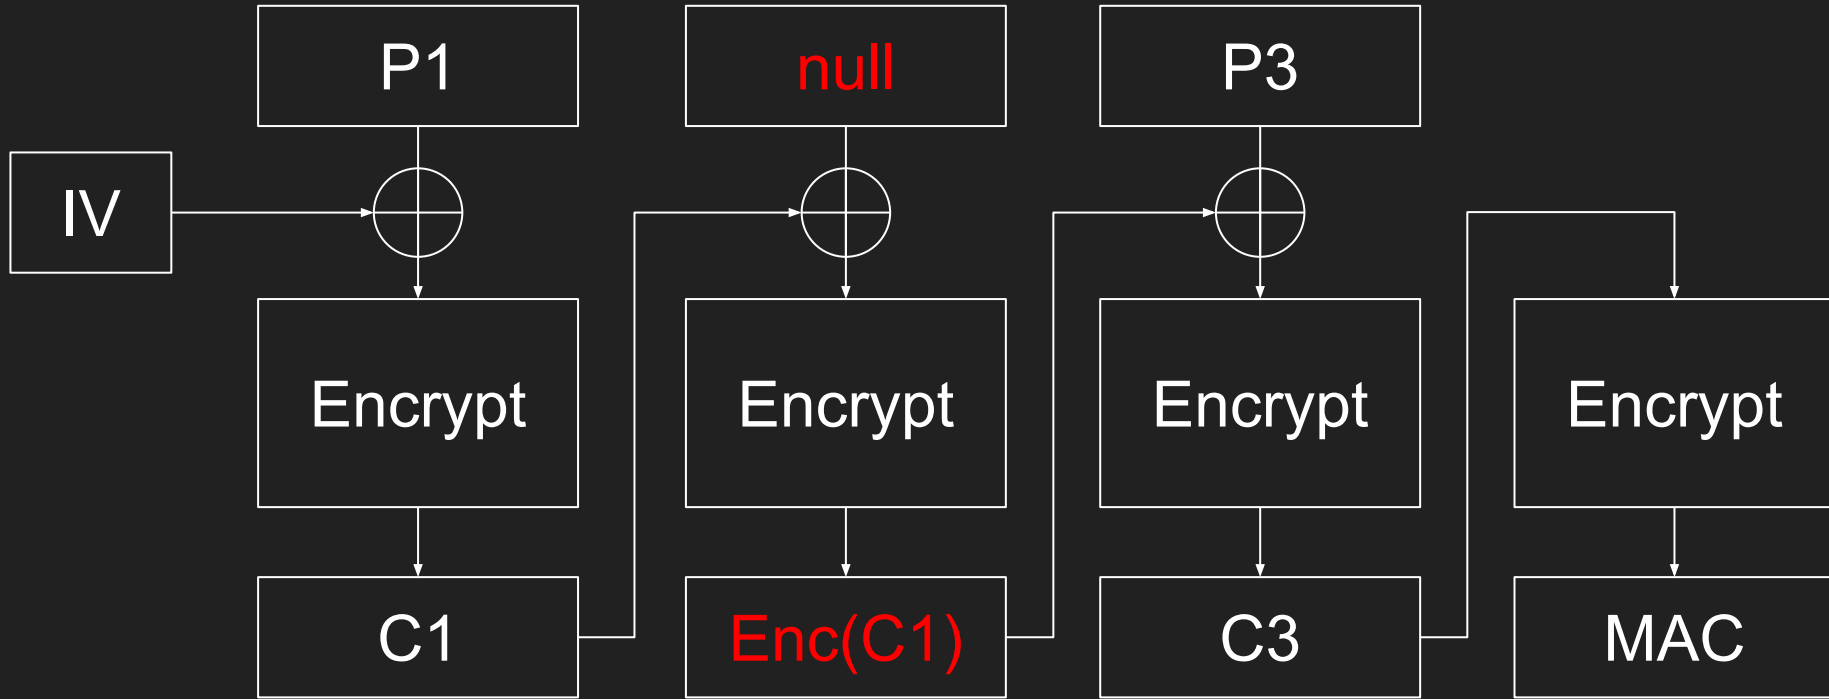 P1
null
P3
IV
Encrypt
Encrypt
Encrypt
Encrypt
C1
Enc(C1)
C3
MAC